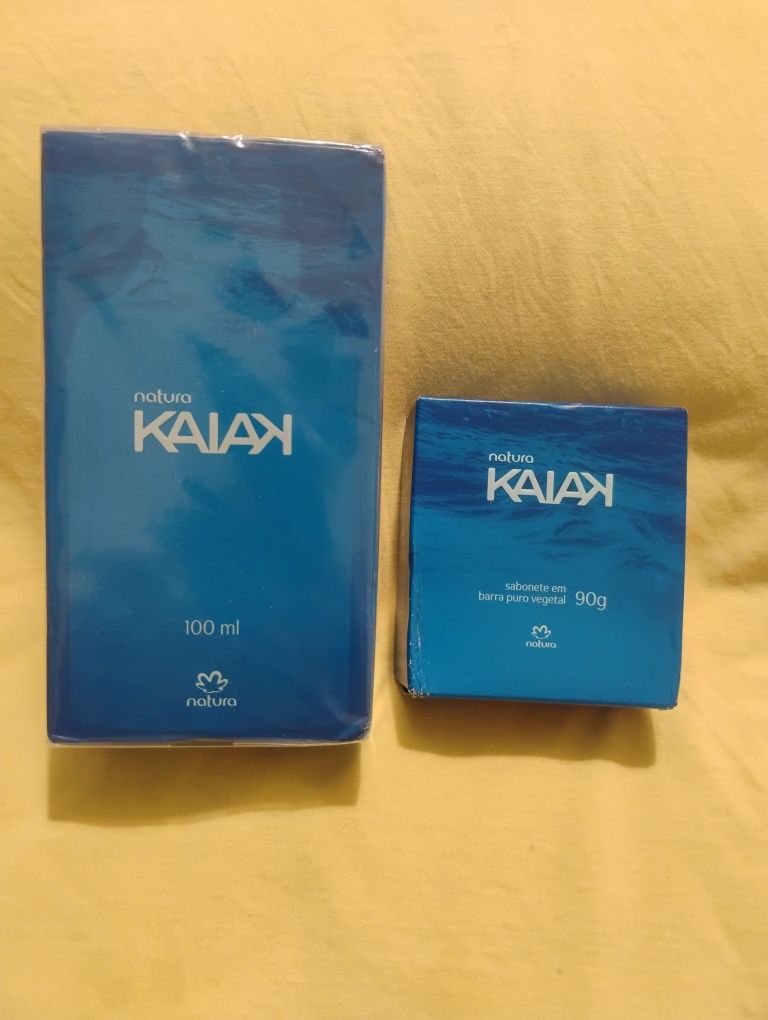 natura
KAIAK
100 ml
natura
natura
KAIAK
sabonete em
barra puro vegetal 90g
natura